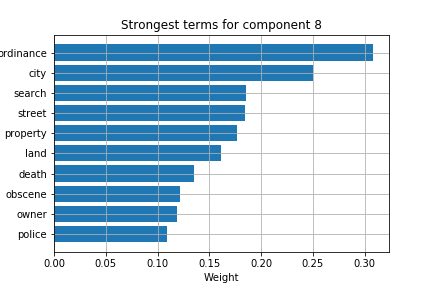 Strongest terms for component 8
ordinance
city
search
street
property
land
death
obscene
owner
police
0.00 0.05 0.10 0.15 0.20 0.25 0.30
Weight